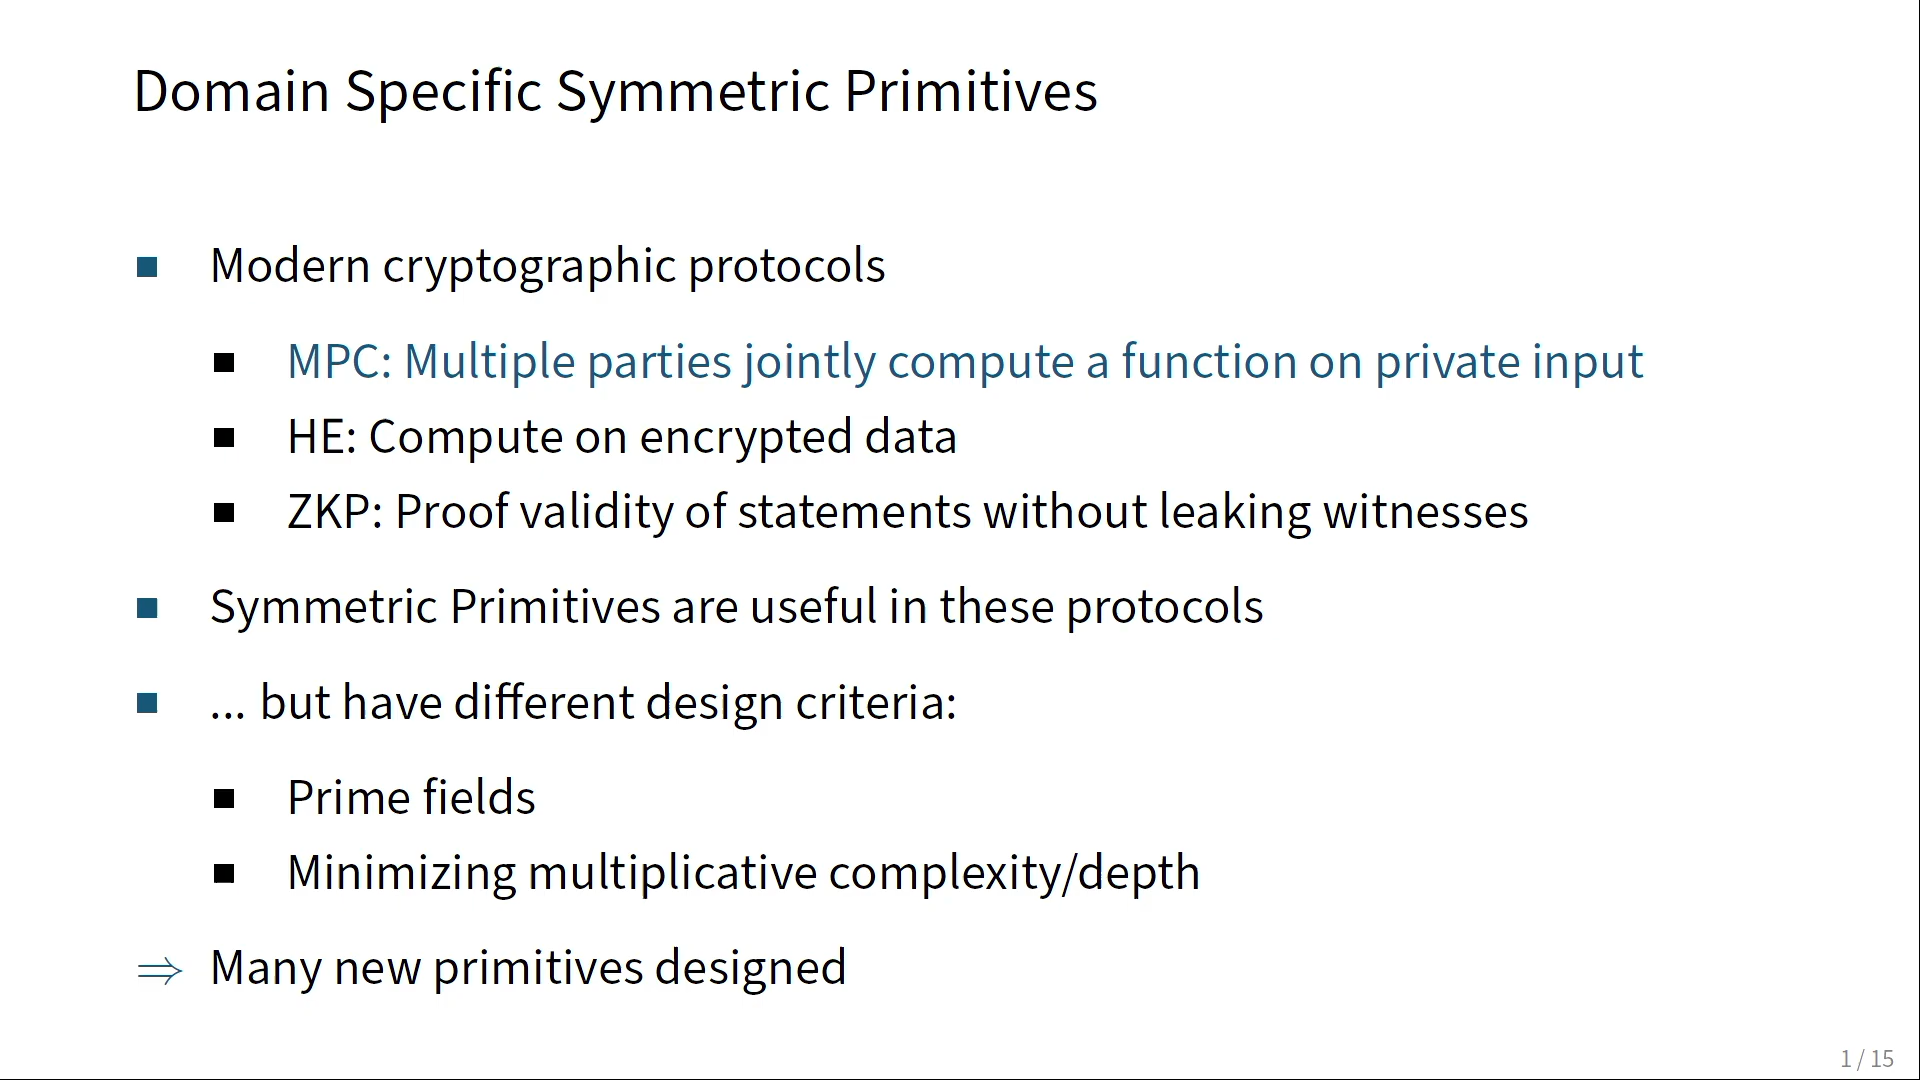 Domain Specific Symmetric Primitives
■ Modern cryptographic protocols
■ MPC: Multiple parties jointly compute a function on private input
■ HE: Compute on encrypted data
■ ZKP: Proof validity of statements without leaking witnesses
■ Symmetric Primitives are useful in these protocols
■ ... but have different design criteria:
■ Prime fields
■ Minimizing multiplicative complexity/depth
⇒ Many new primitives designed
1 / 15